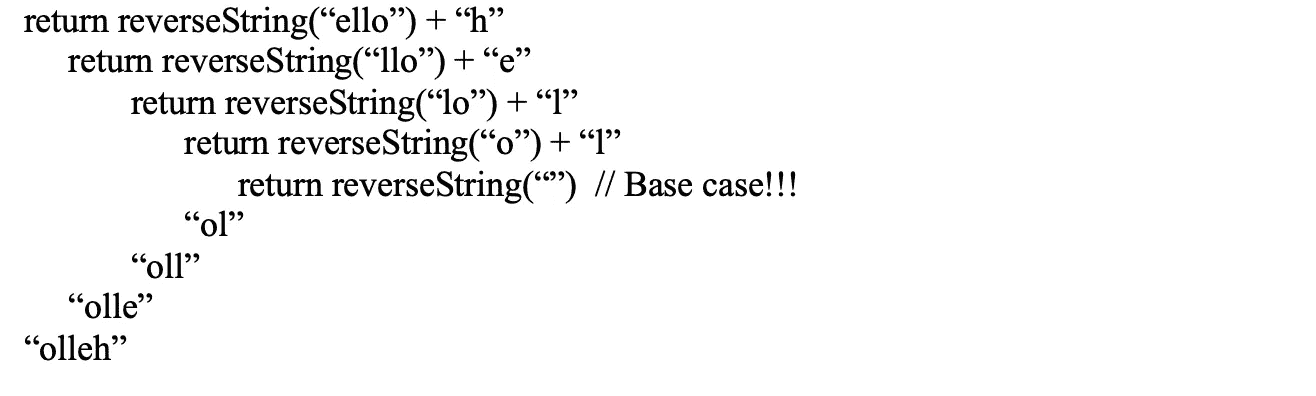 return reverseString(“ello”) + “h”
return reverseString(“llo”) + “e”
return reverseString(“lo”) + “l”
return reverseString(“o”) + “l”
return reverseString(“”)  // Base case!!!
“ol”
“oll”
“olle”
“olleh”